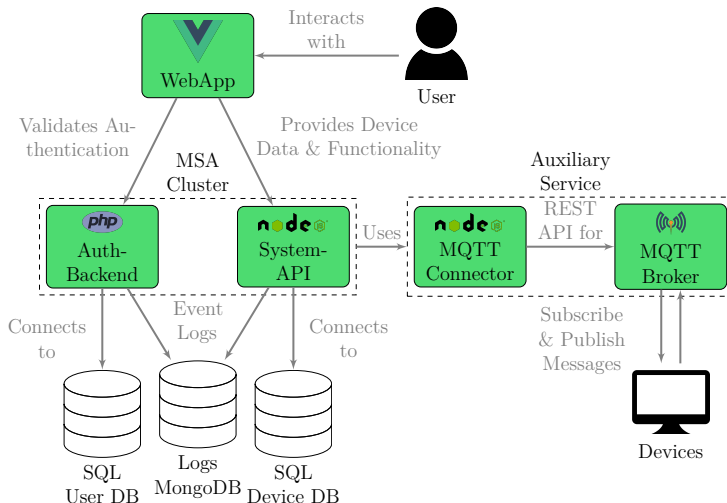 Interacts
with
WebApp
User
Validates Au-
thentication
Provides Device
Data & Functionality
MSA
Cluster
Auxiliary
Service
php
Auth-
Backend
node
JS
System-
API
Uses
node
JS
MQTT
Connector
REST
API for
MQTT
Broker
Connects
to
Event
Logs
Connects
to
Subscribe
& Publish
Messages
SQL
User DB
Logs
MongoDB
SQL
Device DB
Devices